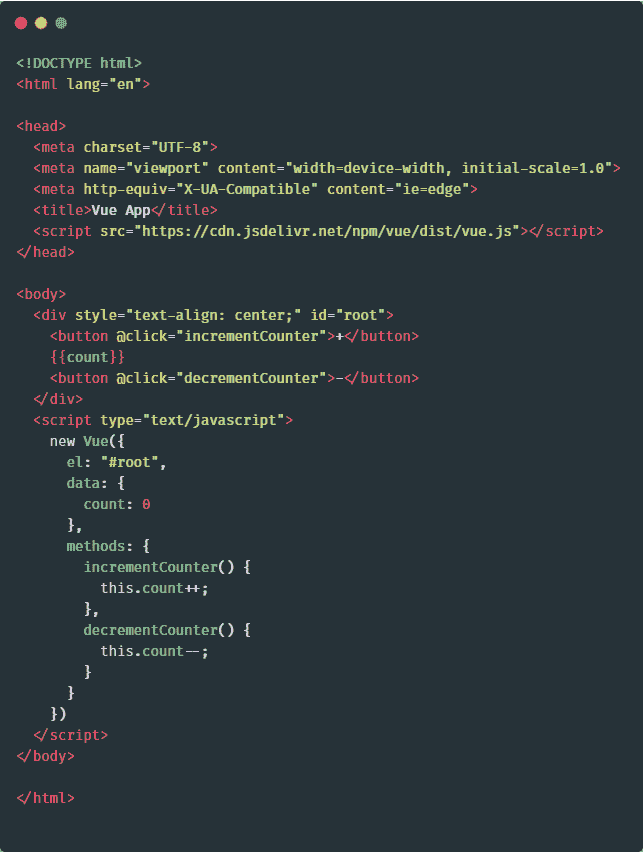 <!DOCTYPE html>
<html lang="en">

<head>
  <meta charset="UTF-8">
  <meta name="viewport" content="width=device-width, initial-scale=1.0">
  <meta http-equiv="X-UA-Compatible" content="ie=edge">
  <title>Vue App</title>
  <script src="https://cdn.jsdelivr.net/npm/vue/dist/vue.js"></script>
</head>

<body>
  <div style="text-align: center;" id="root">
    <button @click="incrementCounter">+</button>
    {{count}}
    <button @click="decrementCounter">-</button>
  </div>
  <script type="text/javascript">
    new Vue({
      el: "#root",
      data: {
        count: 0
      },
      methods: {
        incrementCounter() {
          this.count++;
        },
        decrementCounter() {
          this.count--;
        }
      }
    })
  </script>
</body>

</html>